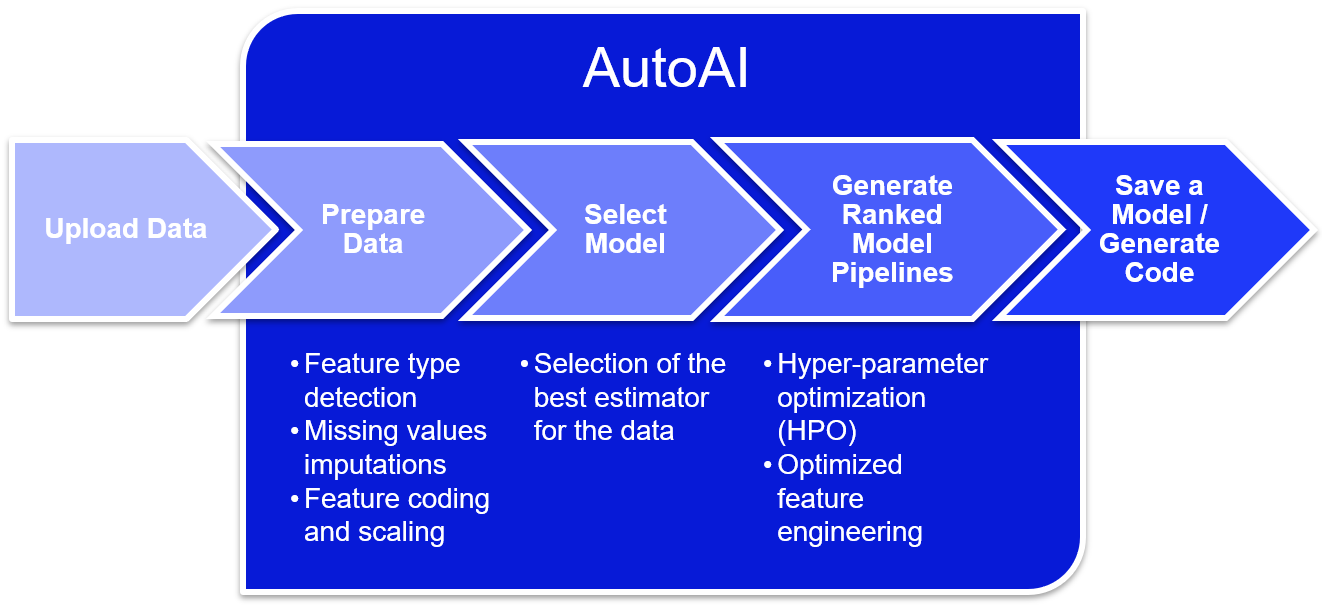 AutoAI
Upload Data
Prepare
Data
Select
Model
Generate
Ranked
Model
Pipelines
Save a
Model /
Generate
Code
• Feature type
detection
• Missing values
imputations
• Feature coding
and scaling
• Selection of the
best estimator
for the data
• Hyper-parameter
optimization
(HPO)
• Optimized
feature
engineering